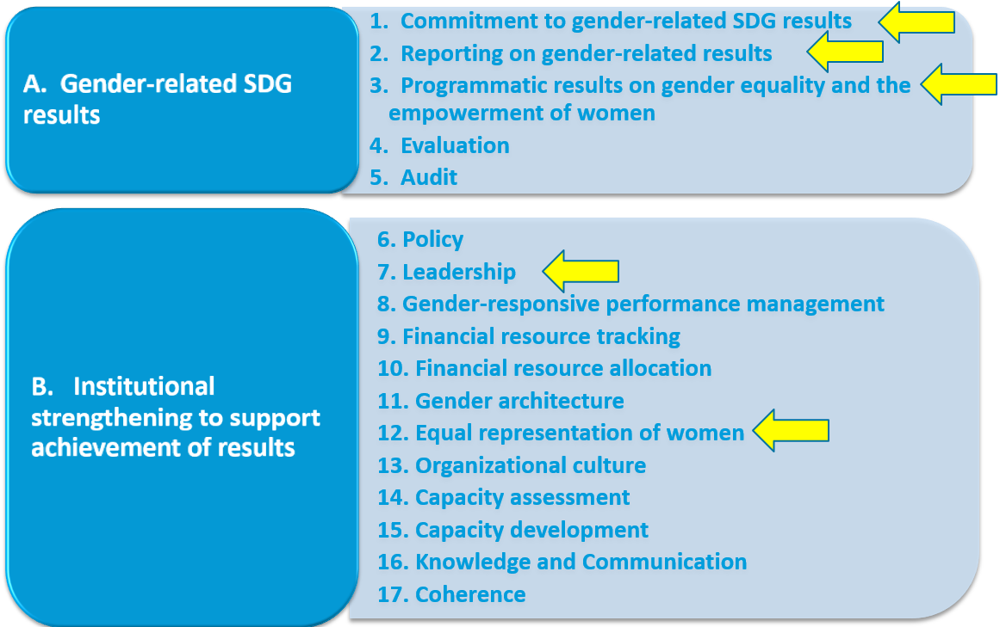 A. Gender-related SDG
results
1. Commitment to gender-related SDG results
2. Reporting on gender-related results
3. Programmatic results on gender equality and the
empowerment of women
4. Evaluation
5. Audit
B. Institutional
strengthening to support
achievement of results
6. Policy
7. Leadership
8. Gender-responsive performance management
9. Financial resource tracking
10. Financial resource allocation
11. Gender architecture
12. Equal representation of women
13. Organizational culture
14. Capacity assessment
15. Capacity development
16. Knowledge and Communication
17. Coherence